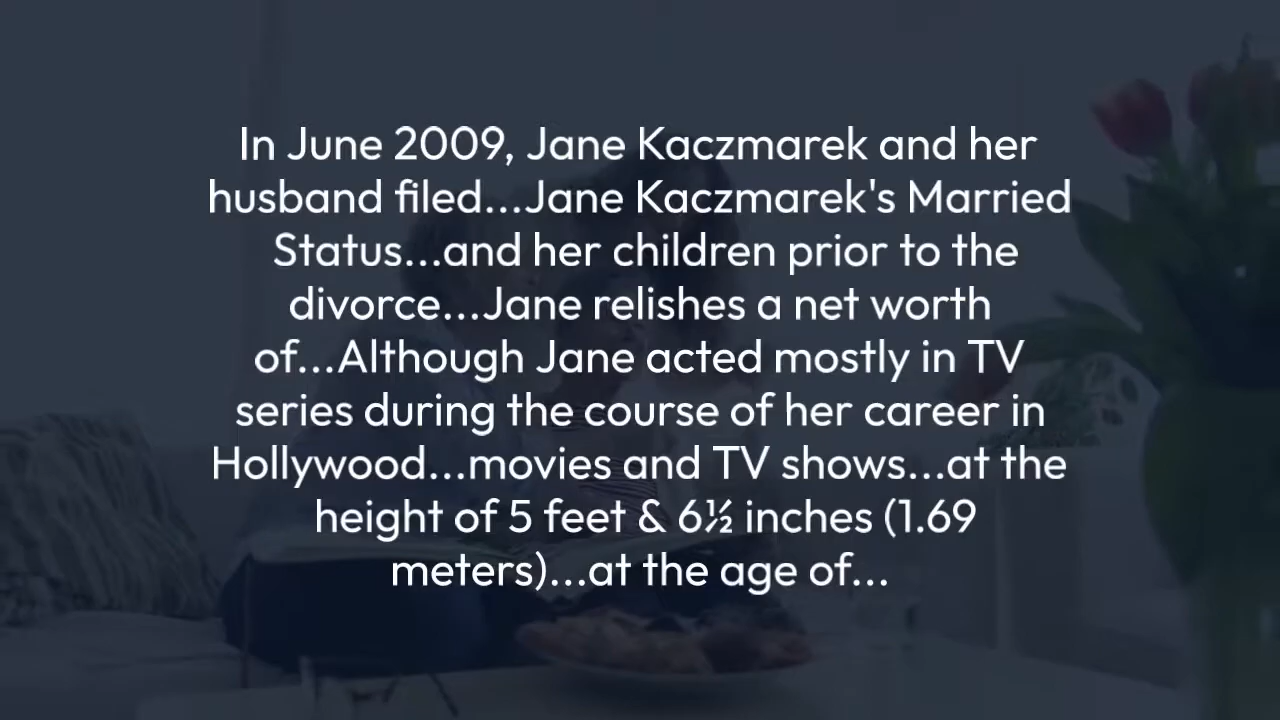 In June 2009, Jane Kaczmarek and her
husband filed...Jane Kaczmarek's Married
Status...and her children prior to the
divorce...Jane relishes a net worth
of...Although Jane acted mostly in TV
series during the course of her career in
Hollywood...movies and TV shows...at the
height of 5 feet & 6½ inches (1.69
meters)...at the age of...